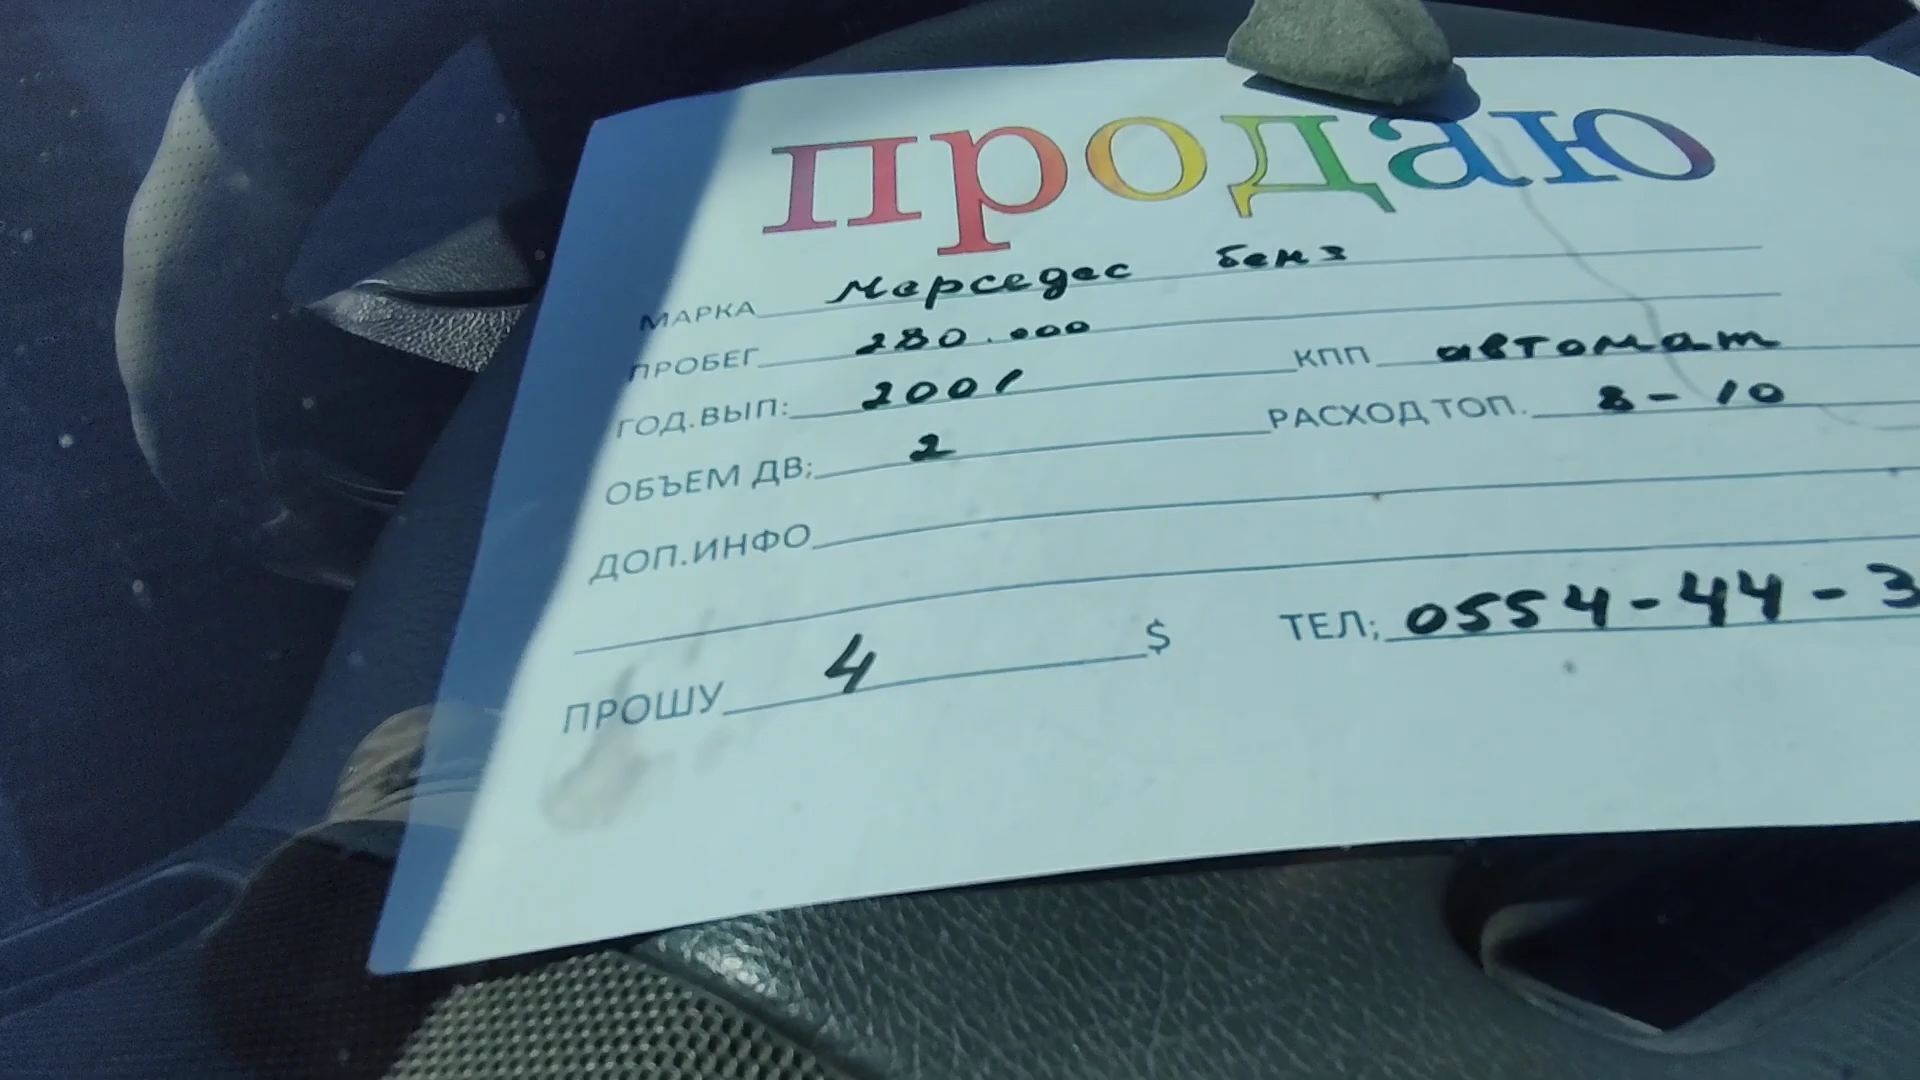 продаю
МАРКА Мерседес бенз
ПРОБЕГ 280.000
ГОД.ВЫП: 2001 КПП автомат
ОБЪЕМ ДВ; 2 РАСХОД ТОП. 8-10
ДОП.ИНФО
ПРОШУ 4 $ ТЕЛ; 0554-44-3